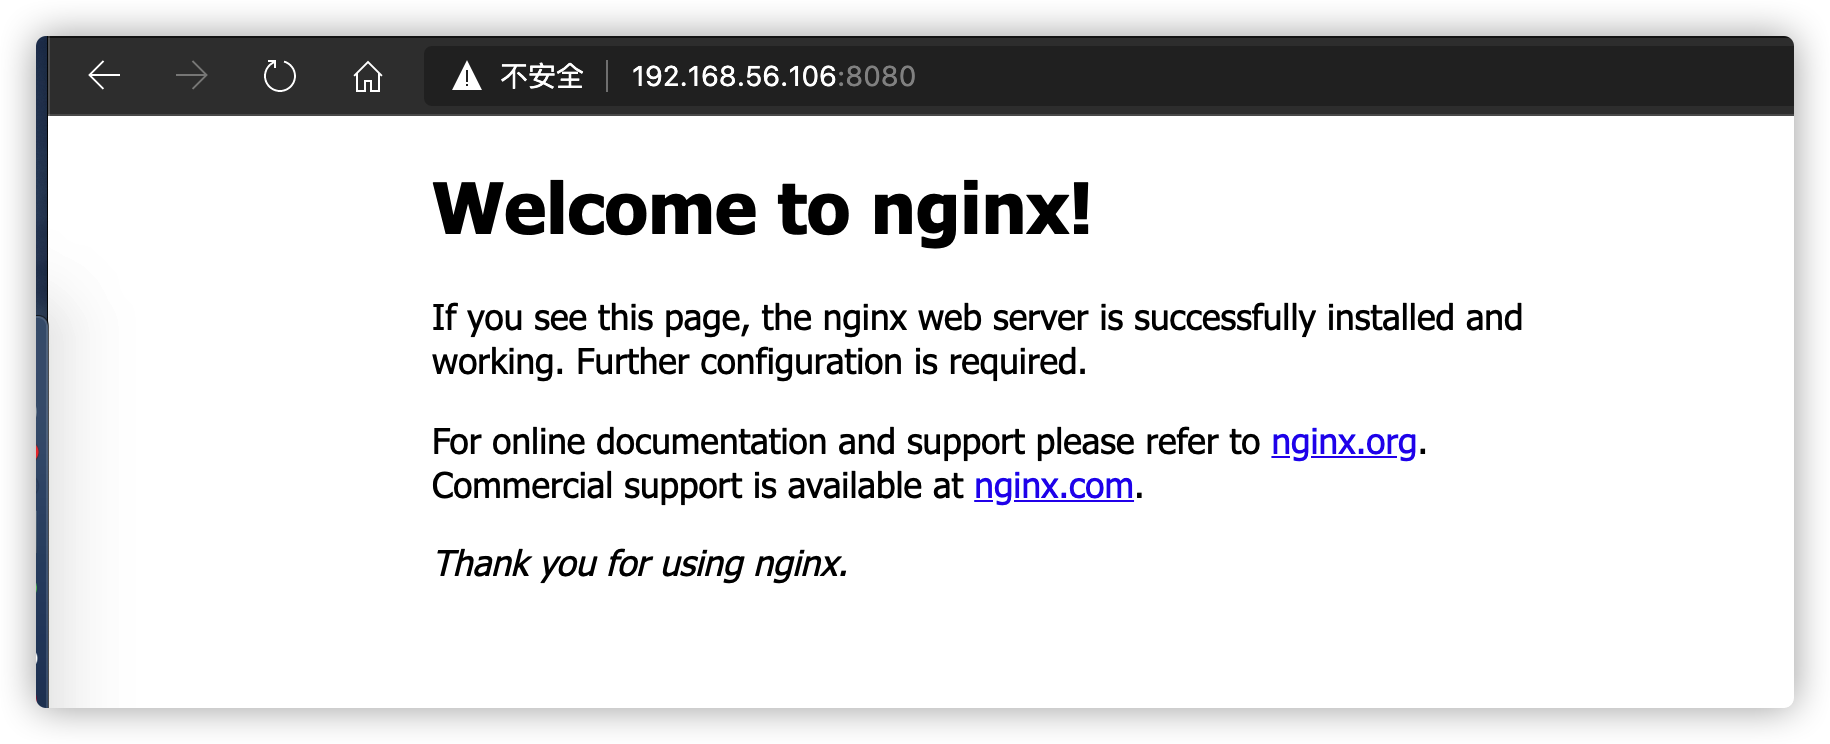 不安全 192.168.56.106:8080
Welcome to nginx!
If you see this page, the nginx web server is successfully installed and
working. Further configuration is required.
For online documentation and support please refer to nginx.org.
Commercial support is available at nginx.com.
Thank you for using nginx.